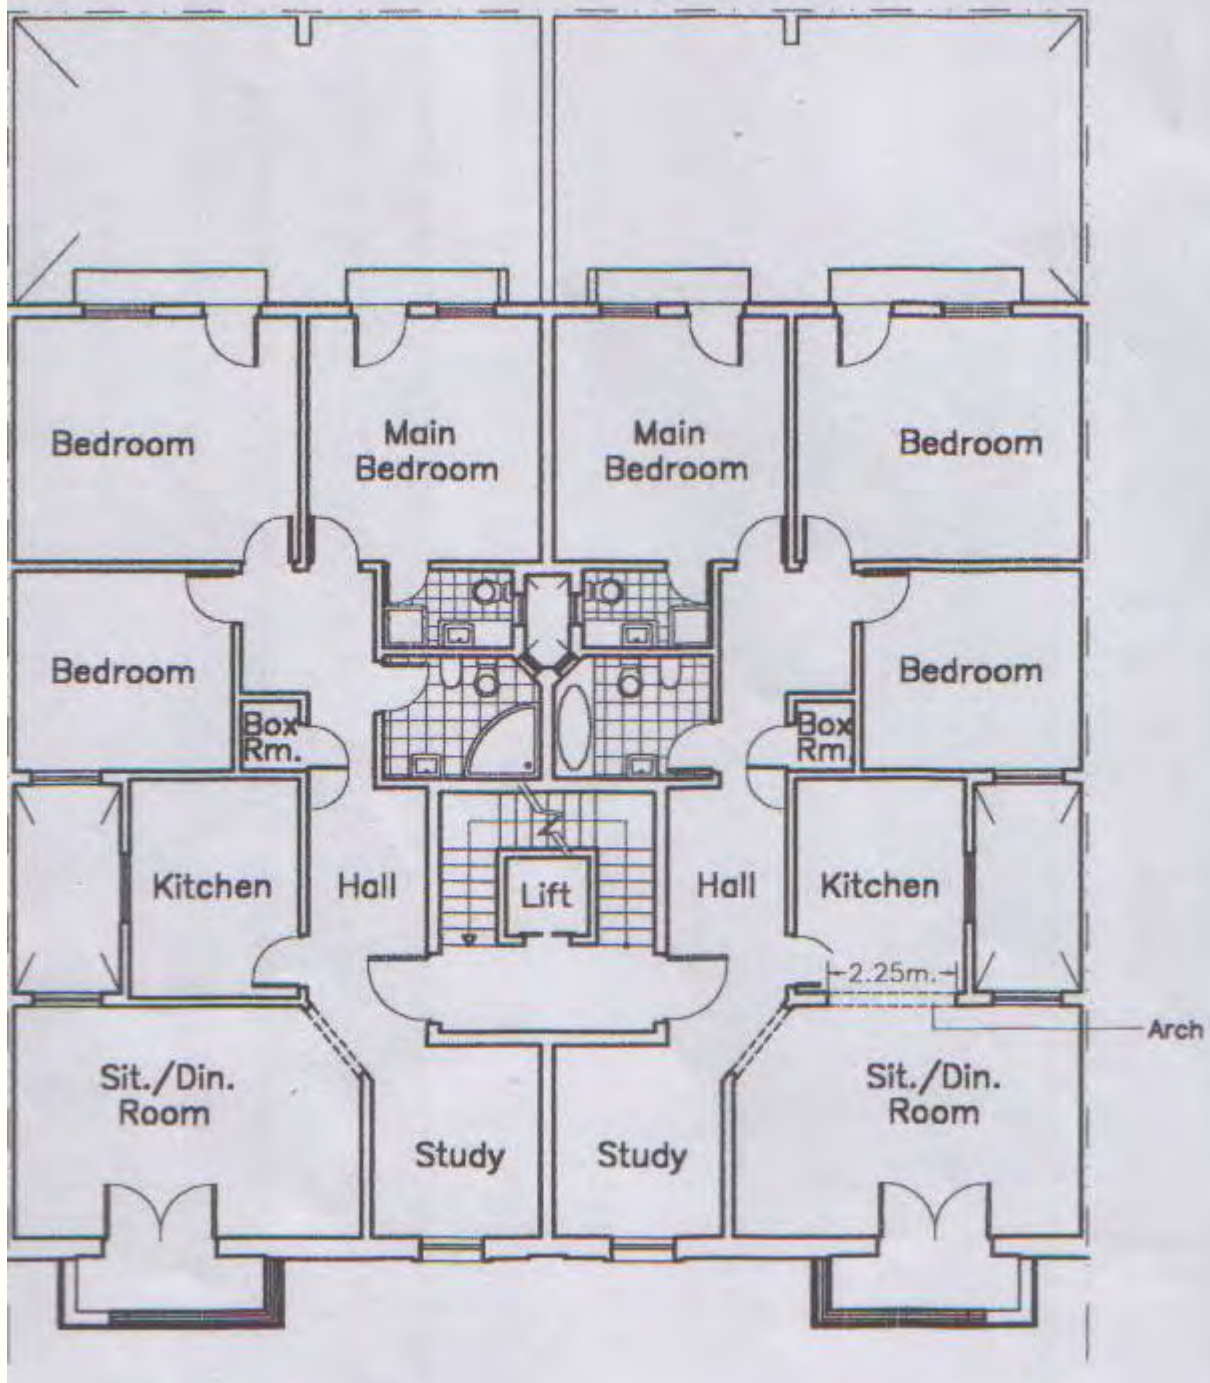 Bedroom
Main
Bedroom
Main
Bedroom
Bedroom
Bedroom
Bedroom
Box
Rm.
Box
Rm.
Kitchen
Hall
Lift
Hall
Kitchen
2.25m.
Arch
Sit./Din.
Room
Sit./Din.
Room
Study
Study